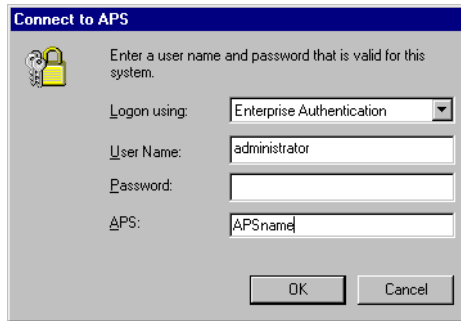 Connect to APS
Enter a user name and password that is valid for this
system.
Logon using: Enterprise Authentication
User Name: administrator
Password:
APS: APSname
OK Cancel